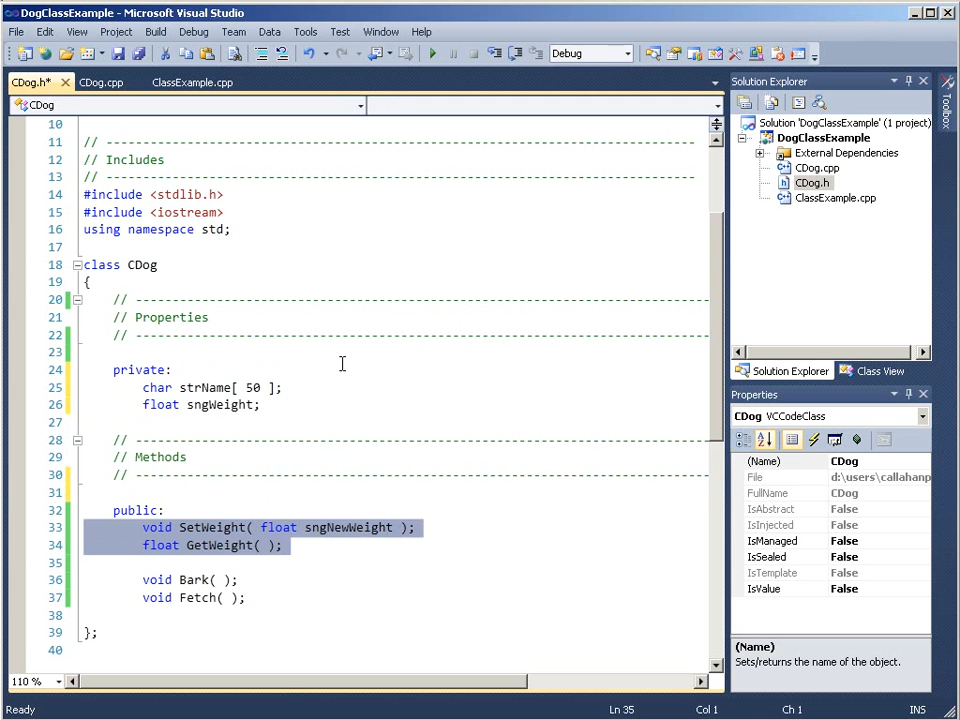 DogClassExample - Microsoft Visual Studio
File Edit View Project Build Debug Team Data Tools Test Window Help
Debug
CDog.h* CDog.cpp ClassExample.cpp
CDog
10
11 // ----------------------------------------------------------------------------
12 // Includes
13 // ----------------------------------------------------------------------------
14 #include <stdlib.h>
15 #include <iostream>
16 using namespace std;
17
18 class CDog
19 {
20 // ----------------------------------------------------------------------------
21 // Properties
22 // ----------------------------------------------------------------------------
23
24 private:
25 char strName[ 50 ];
26 float sngWeight;
27
28 // ----------------------------------------------------------------------------
29 // Methods
30 // ----------------------------------------------------------------------------
31
32 public:
33 void SetWeight( float sngNewWeight );
34 float GetWeight( );
35
36 void Bark( );
37 void Fetch( );
38
39 };
40
110 %
Solution Explorer
Solution 'DogClassExample' (1 project)
DogClassExample
External Dependencies
CDog.cpp
CDog.h
ClassExample.cpp
Solution Explorer Class View
Toolbox
Properties
CDog VCCodeClass
(Name) CDog
File d:\users\callahanp
FullName CDog
IsAbstract False
IsInjected False
IsManaged False
IsSealed False
IsTemplate False
IsValue False
(Name)
Sets/returns the name of the object.
Ready Ln 35 Col 1 Ch 1 INS